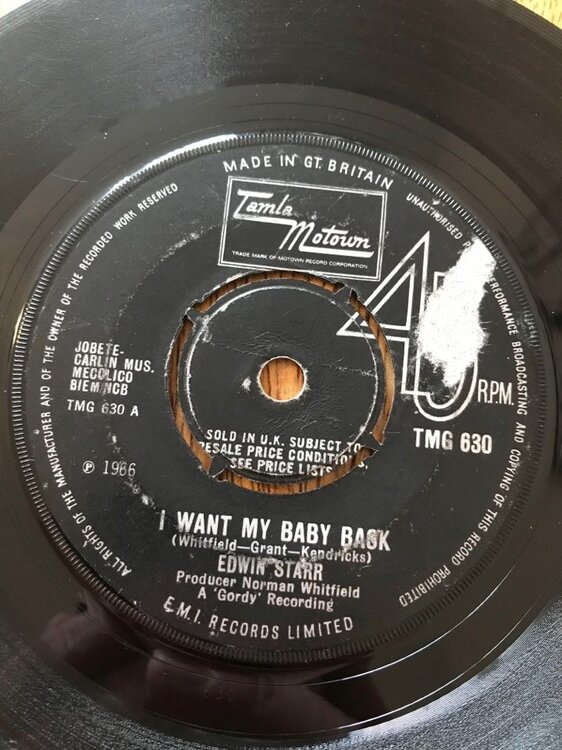 MADE IN GT. BRITAIN
UNAUTHORISED P ERFORMANCE BROADCASTING AND COPYING OF THIS RECORD PROHIBITED
ALL RIGHTS OF THE MANUFACTURER AND OF THE OWNER OF THE RECORDED WORK RESERVED
Tamla
Motown
TRADE MARK OF MOTOWN RECORD CORPORATION
45
R.P.M.
JOBETE-
CARLIN MUS.
MECOLICO
BIEM/NCB
TMG 630 A
TMG 630
℗ 1966
SOLD IN U.K. SUBJECT TO
RESALE PRICE CONDITIONS,
SEE PRICE LISTS
I WANT MY BABY BACK
(Whitfield—Grant—Kendricks)
EDWIN STARR
Producer Norman Whitfield
A 'Gordy' Recording
E.M.I. RECORDS LIMITED